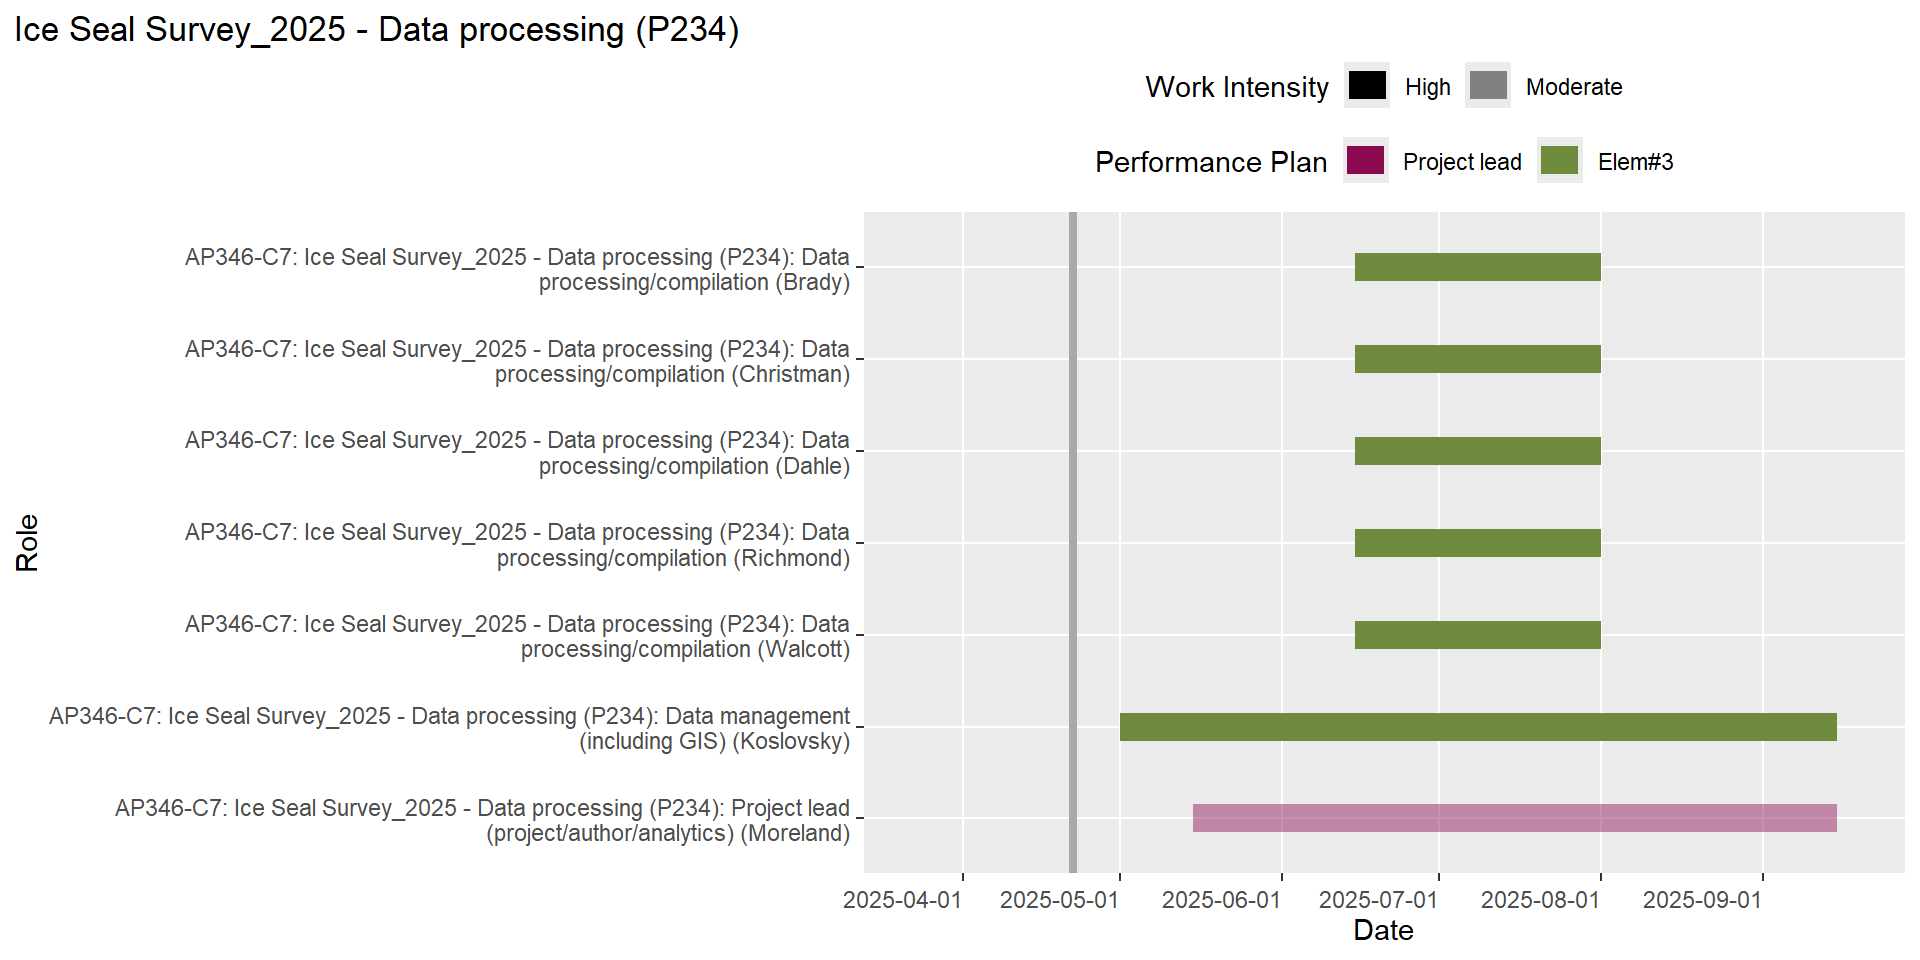 Ice Seal Survey_2025 - Data processing (P234)
Work Intensity High Moderate
Performance Plan Project lead Elem#3
AP346-C7: Ice Seal Survey_2025 - Data processing (P234): Data
processing/compilation (Brady)
AP346-C7: Ice Seal Survey_2025 - Data processing (P234): Data
processing/compilation (Christman)
AP346-C7: Ice Seal Survey_2025 - Data processing (P234): Data
processing/compilation (Dahle)
AP346-C7: Ice Seal Survey_2025 - Data processing (P234): Data
processing/compilation (Richmond)
AP346-C7: Ice Seal Survey_2025 - Data processing (P234): Data
processing/compilation (Walcott)
AP346-C7: Ice Seal Survey_2025 - Data processing (P234): Data management
(including GIS) (Koslovsky)
AP346-C7: Ice Seal Survey_2025 - Data processing (P234): Project lead
(project/author/analytics) (Moreland)
Role
2025-04-01 2025-05-01 2025-06-01 2025-07-01 2025-08-01 2025-09-01
Date